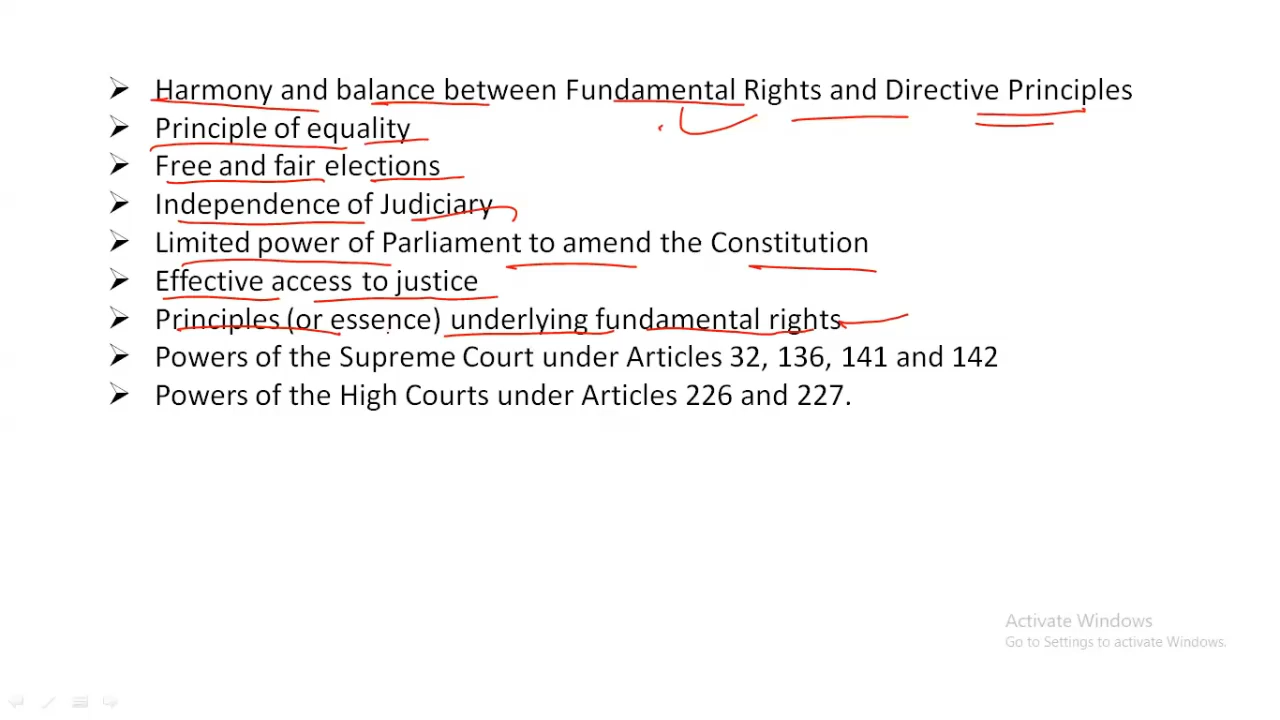 ➢ Harmony and balance between Fundamental Rights and Directive Principles
➢ Principle of equality
➢ Free and fair elections
➢ Independence of Judiciary
➢ Limited power of Parliament to amend the Constitution
➢ Effective access to justice
➢ Principles (or essence) underlying fundamental rights
➢ Powers of the Supreme Court under Articles 32, 136, 141 and 142
➢ Powers of the High Courts under Articles 226 and 227.
Activate Windows
Go to Settings to activate Windows.